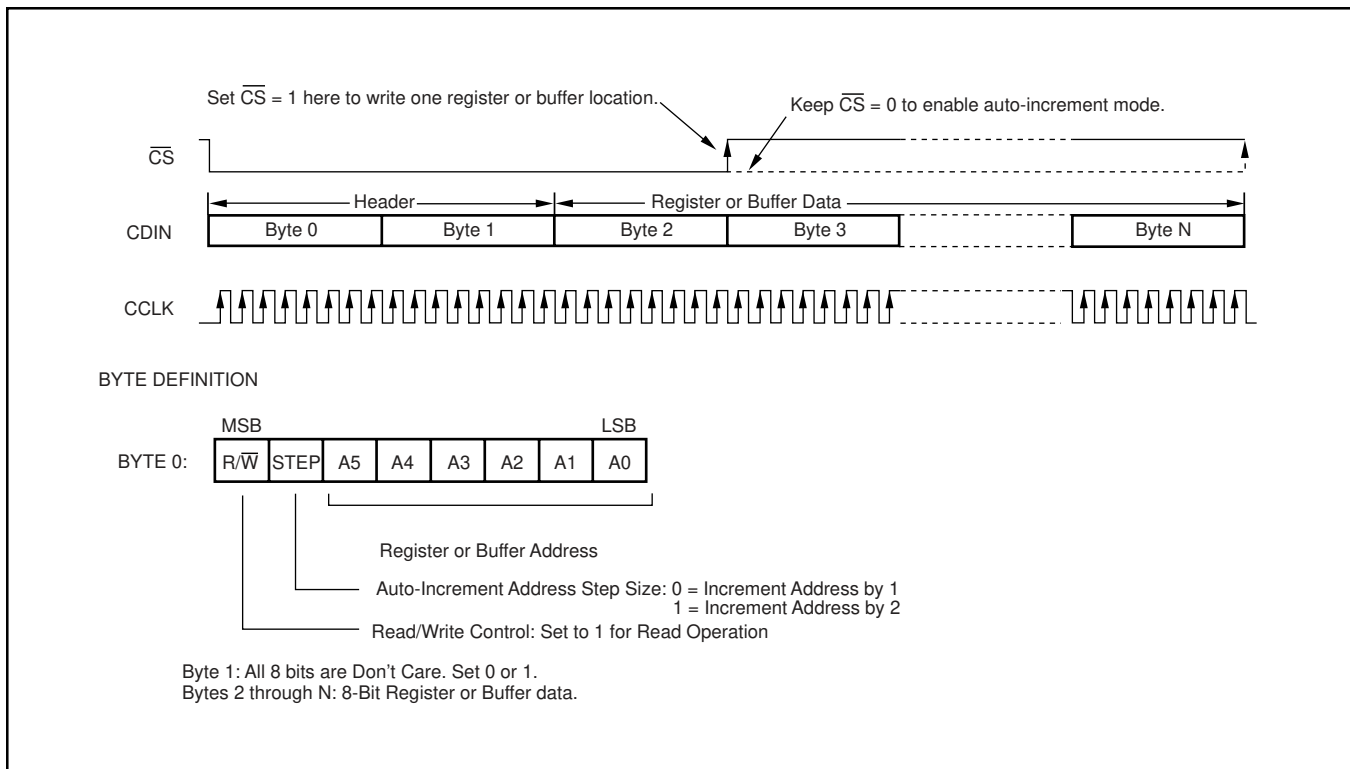 Set C̅S̅ = 1 here to write one register or buffer location.
Keep C̅S̅ = 0 to enable auto-increment mode.
C̅S̅
Header
Register or Buffer Data
CDIN
Byte 0
Byte 1
Byte 2
Byte 3
Byte N
CCLK
BYTE DEFINITION
MSB
LSB
BYTE 0:
R/W̅
STEP
A5
A4
A3
A2
A1
A0
Register or Buffer Address
Auto-Increment Address Step Size: 0 = Increment Address by 1
1 = Increment Address by 2
Read/Write Control: Set to 1 for Read Operation
Byte 1: All 8 bits are Don't Care. Set 0 or 1.
Bytes 2 through N: 8-Bit Register or Buffer data.